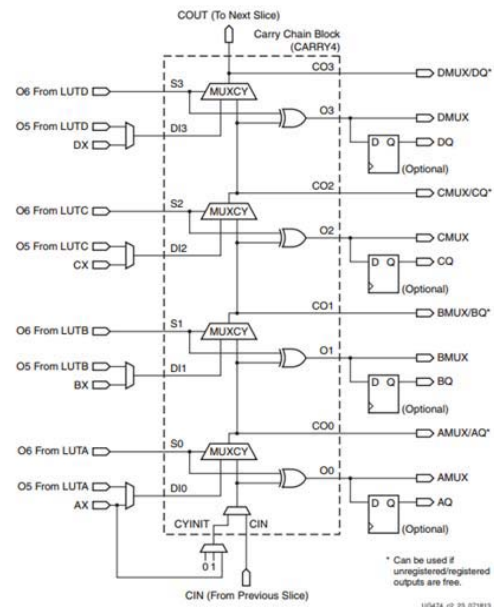 COUT (To Next Slice)
Carry Chain Block
(CARRY4)
CO3
DMUX/DQ*
O6 From LUTD
S3
MUXCY
O3
DMUX
O5 From LUTD
DI3
DX
D Q
DQ
(Optional)
CO2
CMUX/CQ*
O6 From LUTC
S2
MUXCY
O2
CMUX
O5 From LUTC
DI2
CX
D Q
CQ
(Optional)
CO1
BMUX/BQ*
O6 From LUTB
S1
MUXCY
O1
BMUX
O5 From LUTB
DI1
BX
D Q
BQ
(Optional)
CO0
AMUX/AQ*
O6 From LUTA
S0
MUXCY
O0
AMUX
O5 From LUTA
DI0
AX
D Q
AQ
(Optional)
CYINIT
CIN
0 1
* Can be used if
unregistered/registered
outputs are free.
CIN (From Previous Slice)